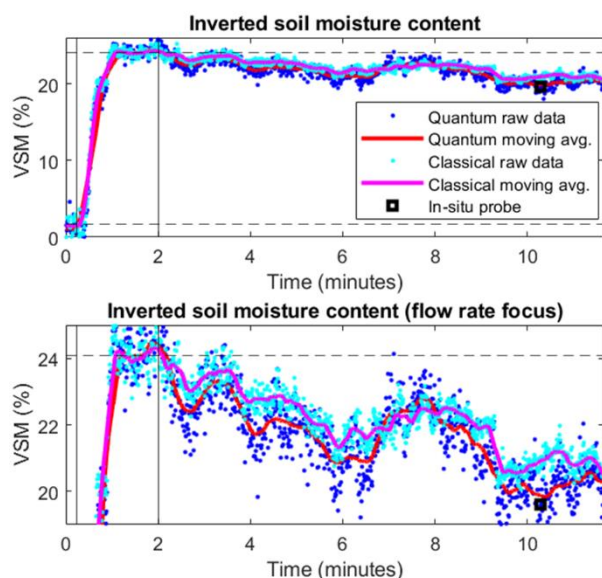 Inverted soil moisture content
VSM (%)
20
10
0
Quantum raw data
Quantum moving avg.
Classical raw data
Classical moving avg.
In-situ probe
0 2 4 6 8 10
Time (minutes)
Inverted soil moisture content (flow rate focus)
VSM (%)
24
22
20
0 2 4 6 8 10
Time (minutes)